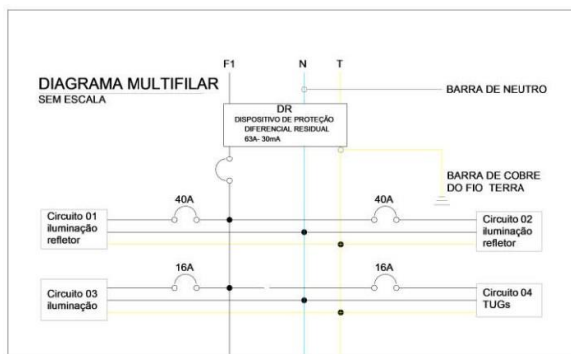 F1 N T
DIAGRAMA MULTIFILAR
SEM ESCALA
BARRA DE NEUTRO
DR
DISPOSITIVO DE PROTEÇÃO
DIFERENCIAL RESIDUAL
63A- 30mA
BARRA DE COBRE
DO FIO TERRA
40A 40A
Circuito 01
iluminação
refletor
Circuito 02
iluminação
refletor
16A 16A
Circuito 03
iluminação
Circuito 04
TUGs